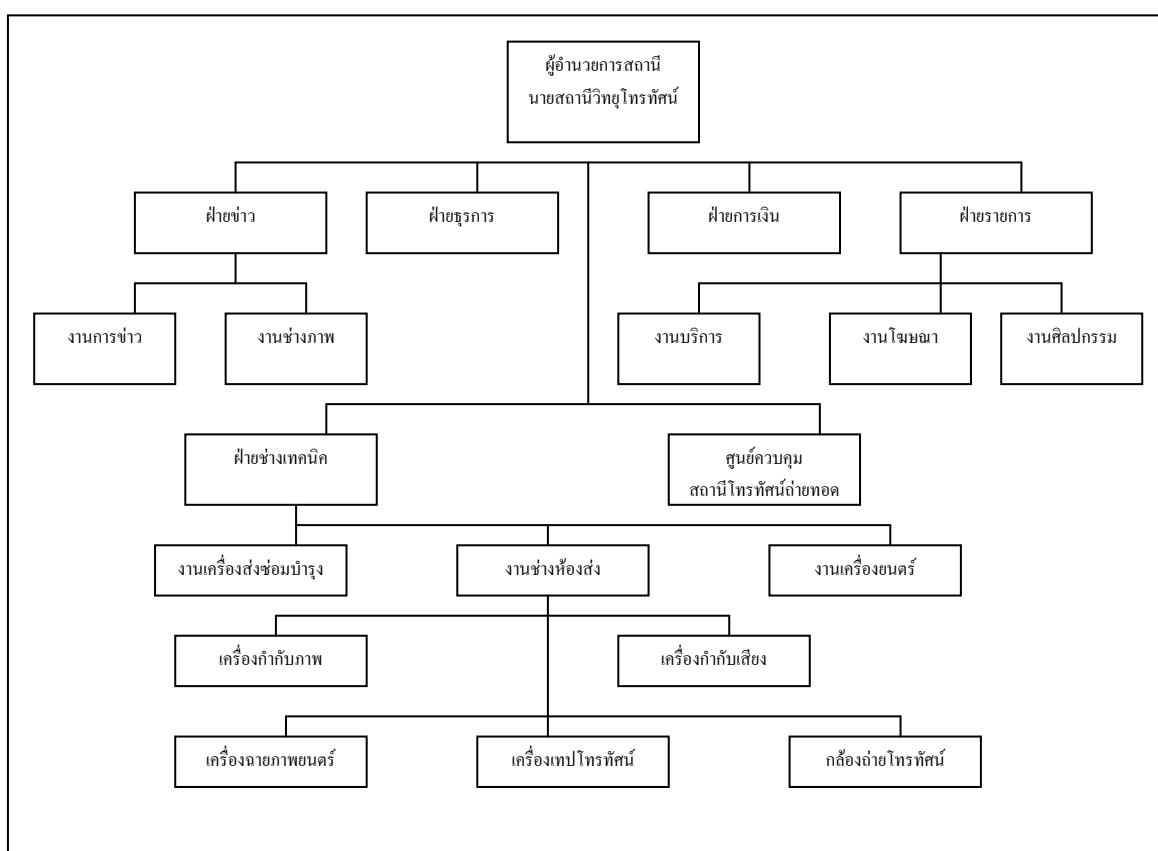 ผู้อำนวยการสถานี
นายสถานีวิทยุโทรทัศน์
ฝ่ายข่าว
ฝ่ายธุรการ
ฝ่ายการเงิน
ฝ่ายรายการ
งานการข่าว
งานช่างภาพ
งานบริการ
งานโฆษณา
งานศิลปกรรม
ฝ่ายช่างเทคนิค
ศูนย์ควบคุม
สถานีโทรทัศน์ถ่ายทอด
งานเครื่องส่งซ่อมบำรุง
งานช่างห้องส่ง
งานเครื่องยนตร์
เครื่องกำกับภาพ
เครื่องกำกับเสียง
เครื่องฉายภาพยนตร์
เครื่องเทปโทรทัศน์
กล้องถ่ายโทรทัศน์